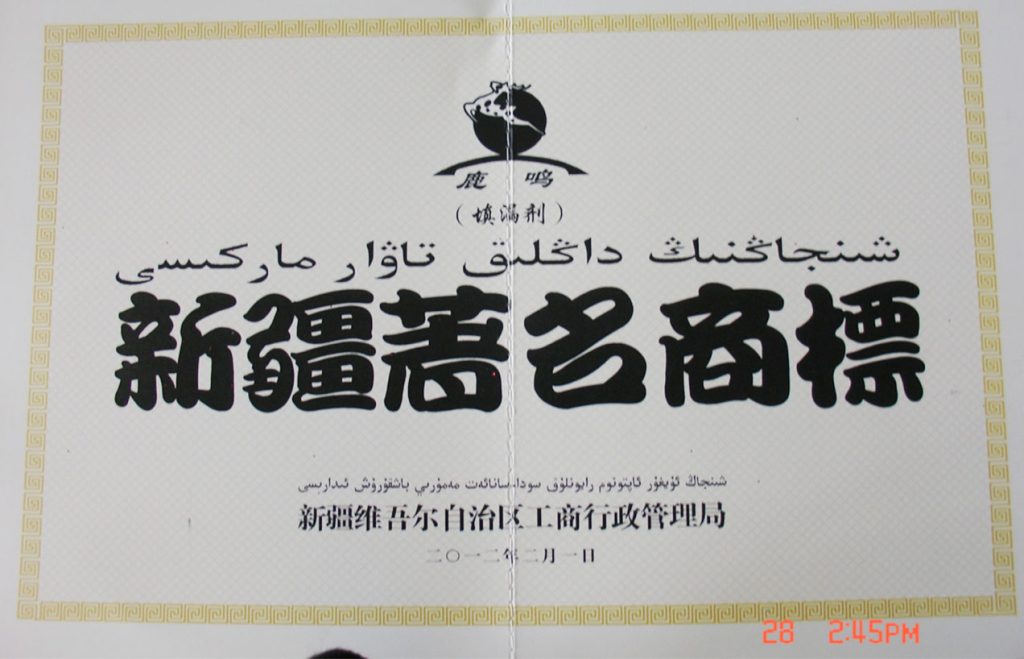 鹿 鸣
（填漏剂）
شىنجاڭنىڭ داڭلىق تاۋار ماركىسى
新疆著名商标
شىنجاڭ ئۇيغۇر ئاپتونوم رايونلۇق سودا-سانائەت مەمۇرىي باشقۇرۇش ئىدارىسى
新疆维吾尔自治区工商行政管理局
二〇一二年二月一日
28 2:45PM